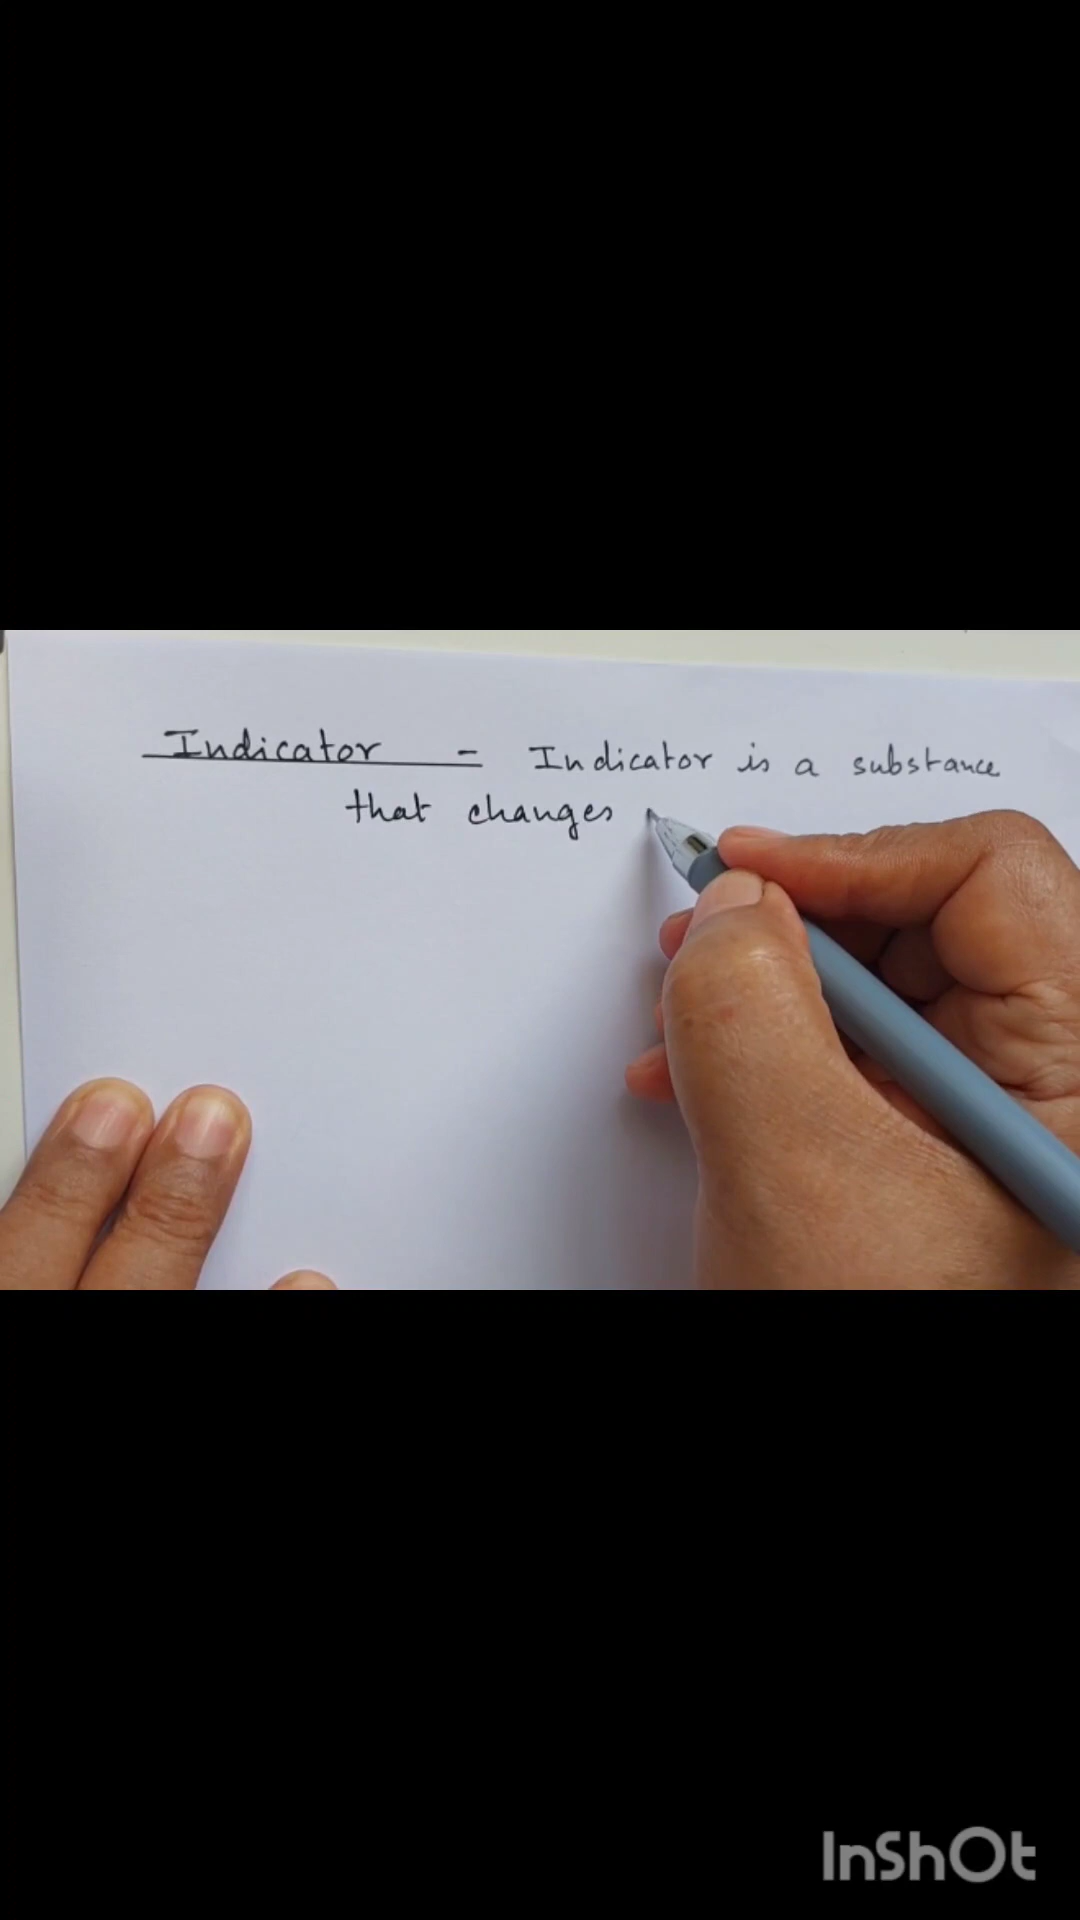 Indicator - Indicator is a substance
that changes
InShOt